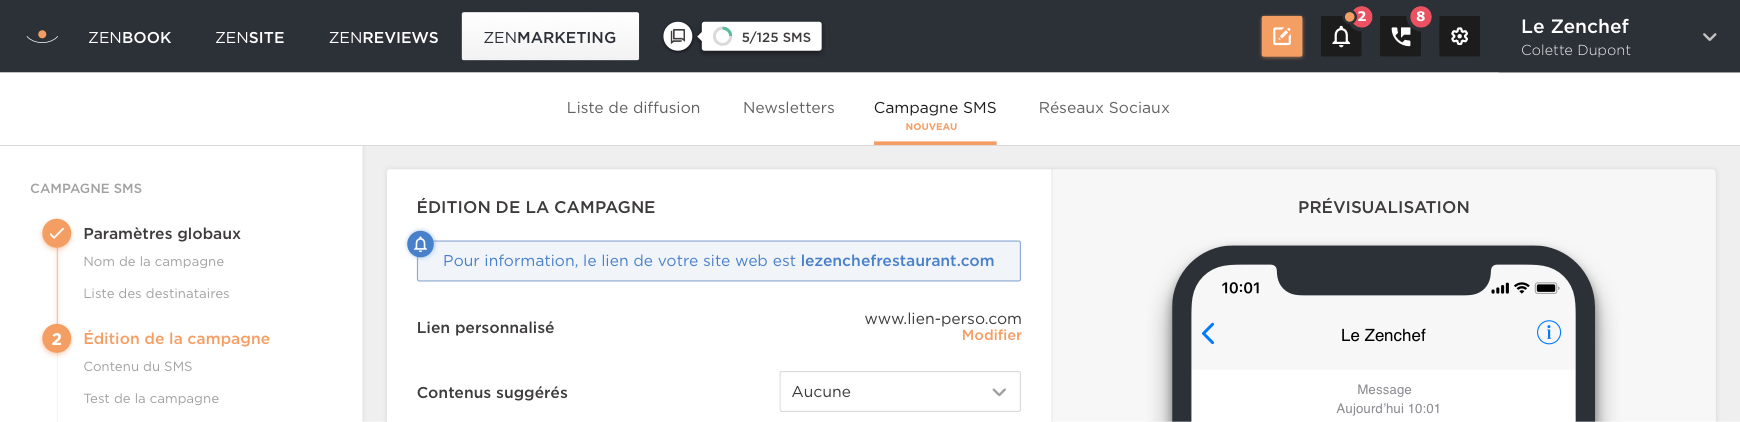 ZENBOOK ZENSITE ZENREVIEWS ZENMARKETING 5/125 SMS 2 8 Le Zenchef
Colette Dupont
Liste de diffusion Newsletters Campagne SMS Réseaux Sociaux
NOUVEAU
CAMPAGNE SMS
Paramètres globaux
Nom de la campagne
Liste des destinataires
2 Édition de la campagne
Contenu du SMS
Test de la campagne
ÉDITION DE LA CAMPAGNE
Pour information, le lien de votre site web est lezenchefrestaurant.com
Lien personnalisé www.lien-perso.com
Modifier
Contenus suggérés Aucune
PRÉVISUALISATION
10:01
Le Zenchef
Message
Aujourd'hui 10:01